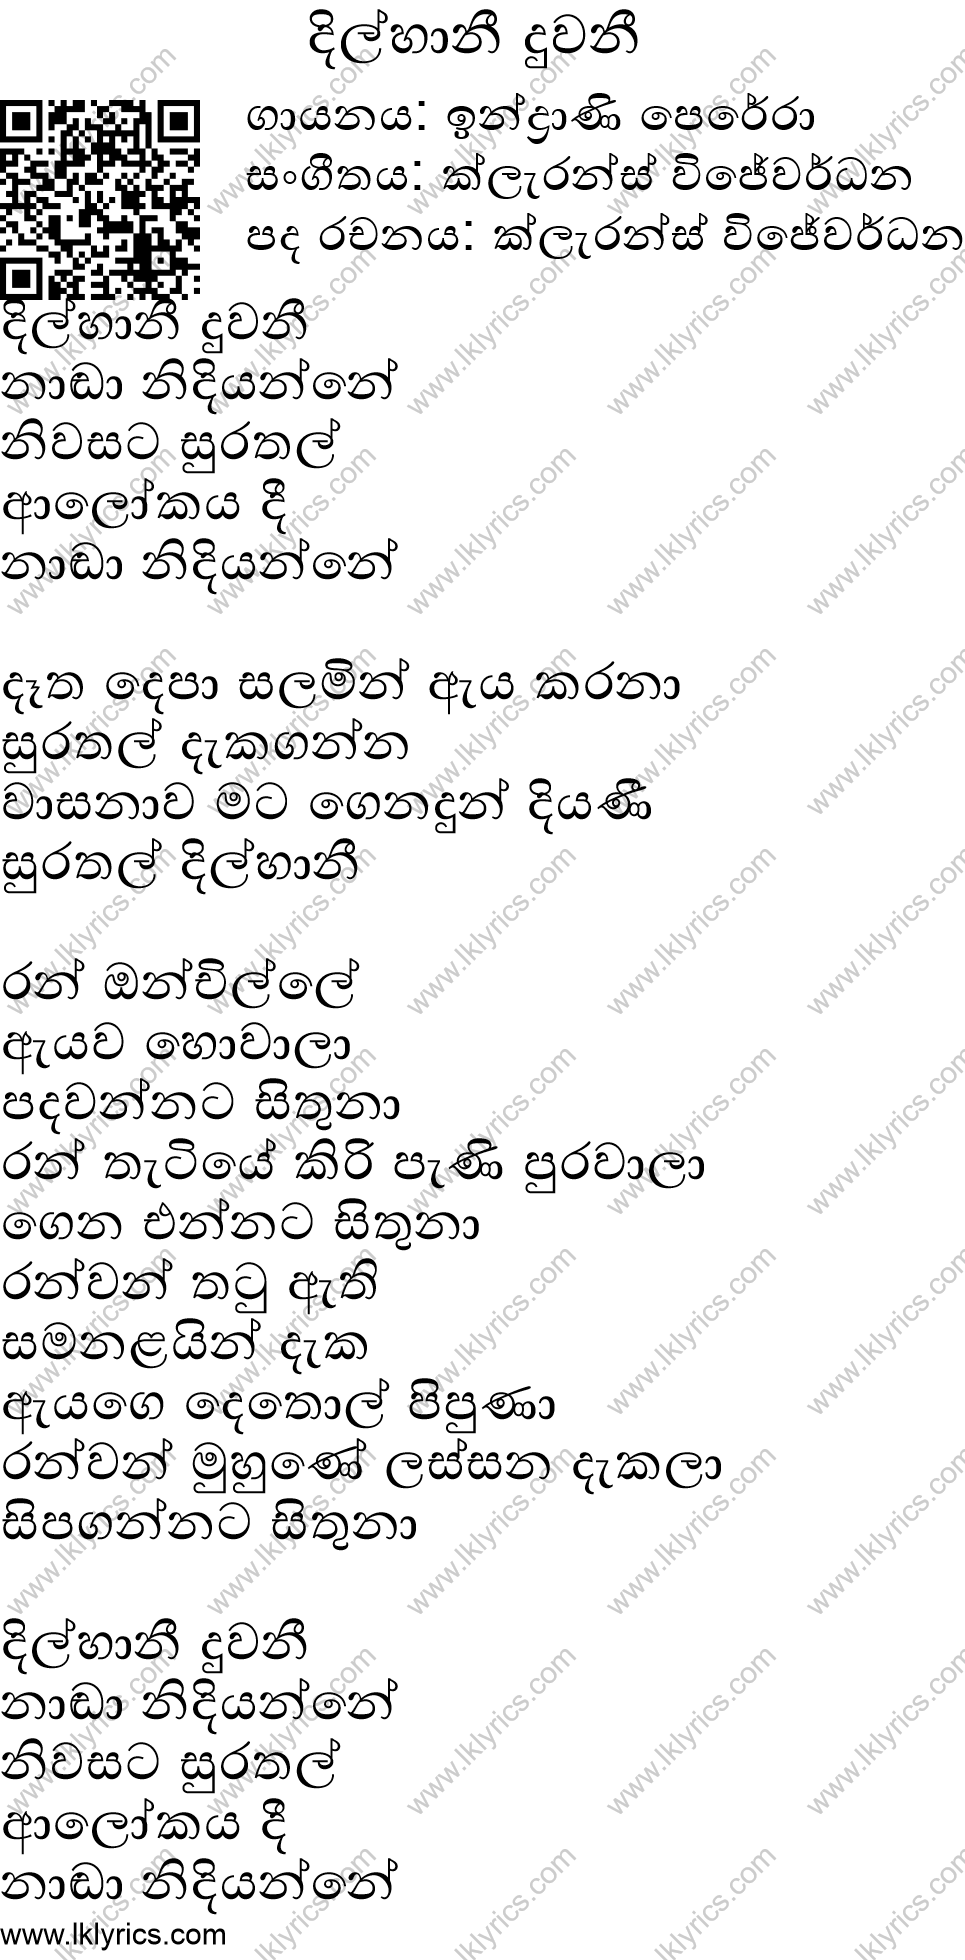 දිල්හානී දුවනී
ගායනය: ඉන්ද්‍රාණි පෙරේරා
සංගීතය: ක්ලැරන්ස් විජේවර්ධන
පද රචනය: ක්ලැරන්ස් විජේවර්ධන
දිල්හානී දුවනී
නාඬා නිදියන්නේ
නිවසට සුරතල්
ආලෝකය දී
නාඬා නිදියන්නේ

දෑත දෙපා සලමින් ඇය කරනා
සුරතල් දැකගන්න
වාසනාව මට ගෙනදුන් දියණී
සුරතල් දිල්හානී

රන් ඔන්චිල්ලේ
ඇයව හොවාලා
පදවන්නට සිතුනා
රන් තැටියේ කිරි පැණි පුරවාලා
ගෙන එන්නට සිතුනා
රන්වන් තටු ඇති
සමනළයින් දැක
ඇයගෙ දෙතොල් පිපුණා
රන්වන් මුහුණේ ලස්සන දැකලා
සිපගන්නට සිතුනා

දිල්හානී දුවනී
නාඬා නිදියන්නේ
නිවසට සුරතල්
ආලෝකය දී
නාඬා නිදියන්නේ
www.lklyrics.com